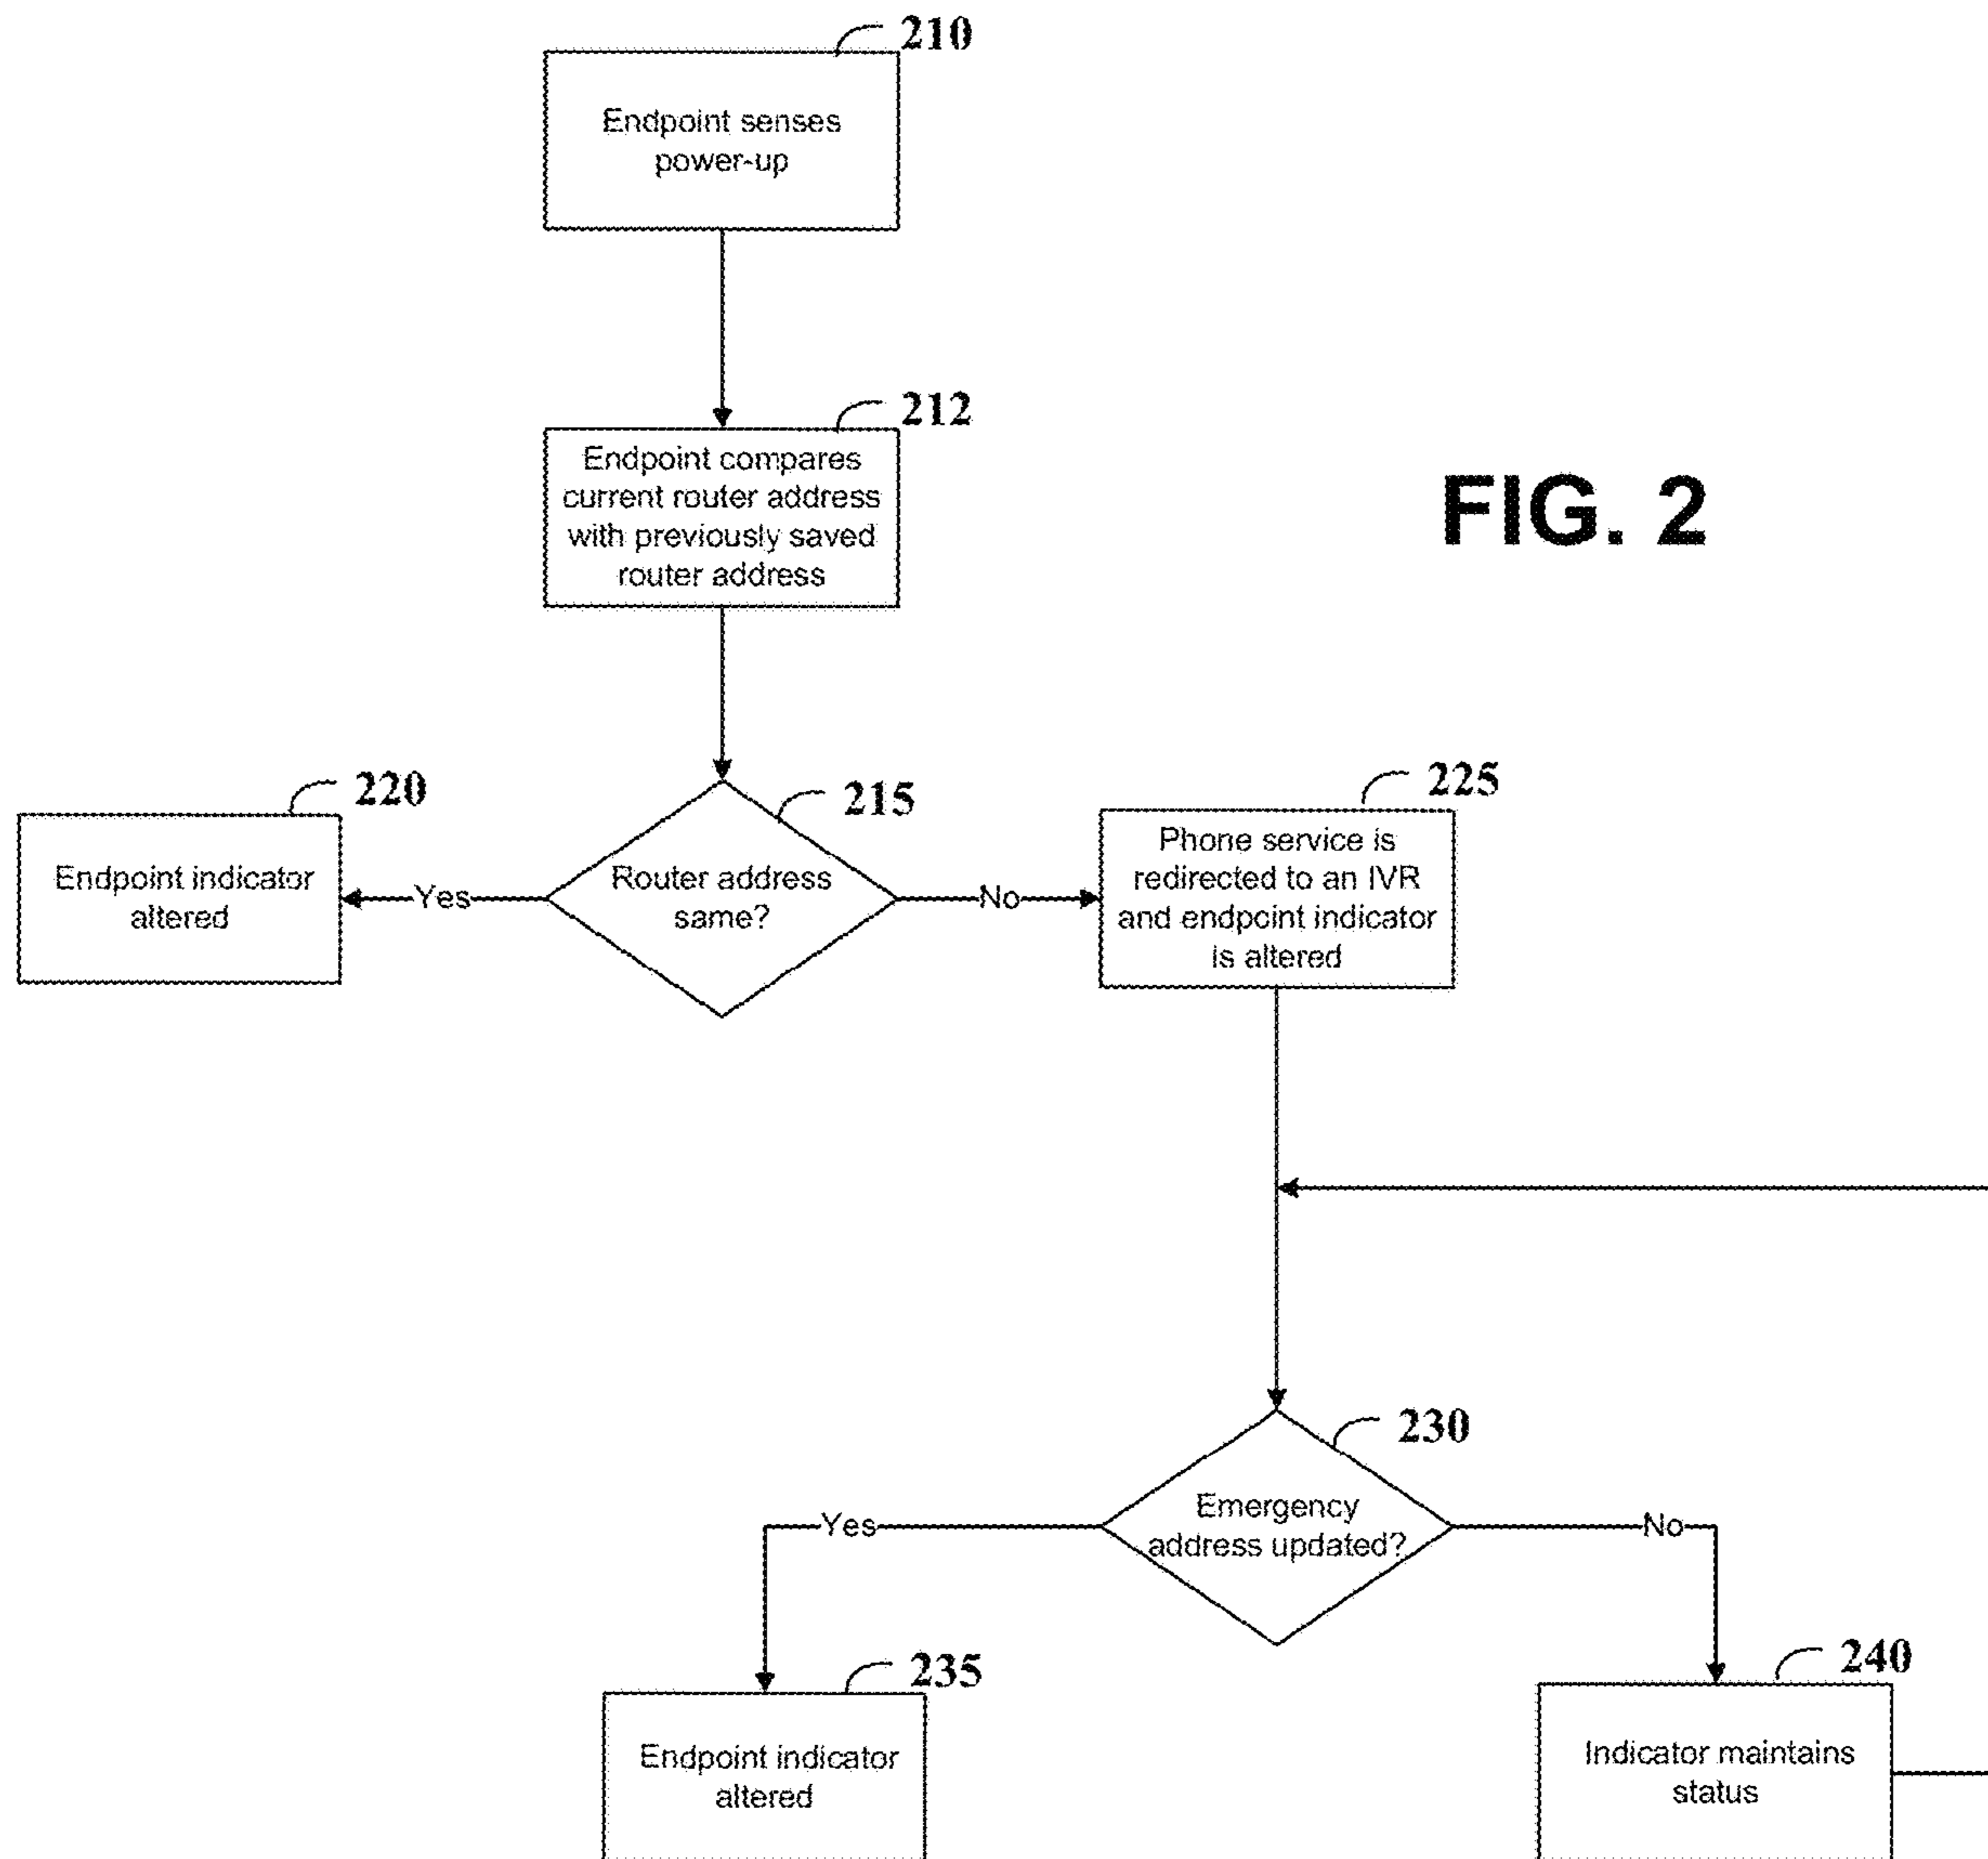 210
Endpoint senses
power-up
212
Endpoint compares
current router address
with previously saved
router address
FIG. 2
220
Endpoint indicator
altered
Yes
215
Router address
same?
No
225
Phone service is
redirected to an IVR
and endpoint indicator
is altered
230
Emergency
address updated?
Yes
No
235
Endpoint indicator
altered
240
Indicator maintains
status